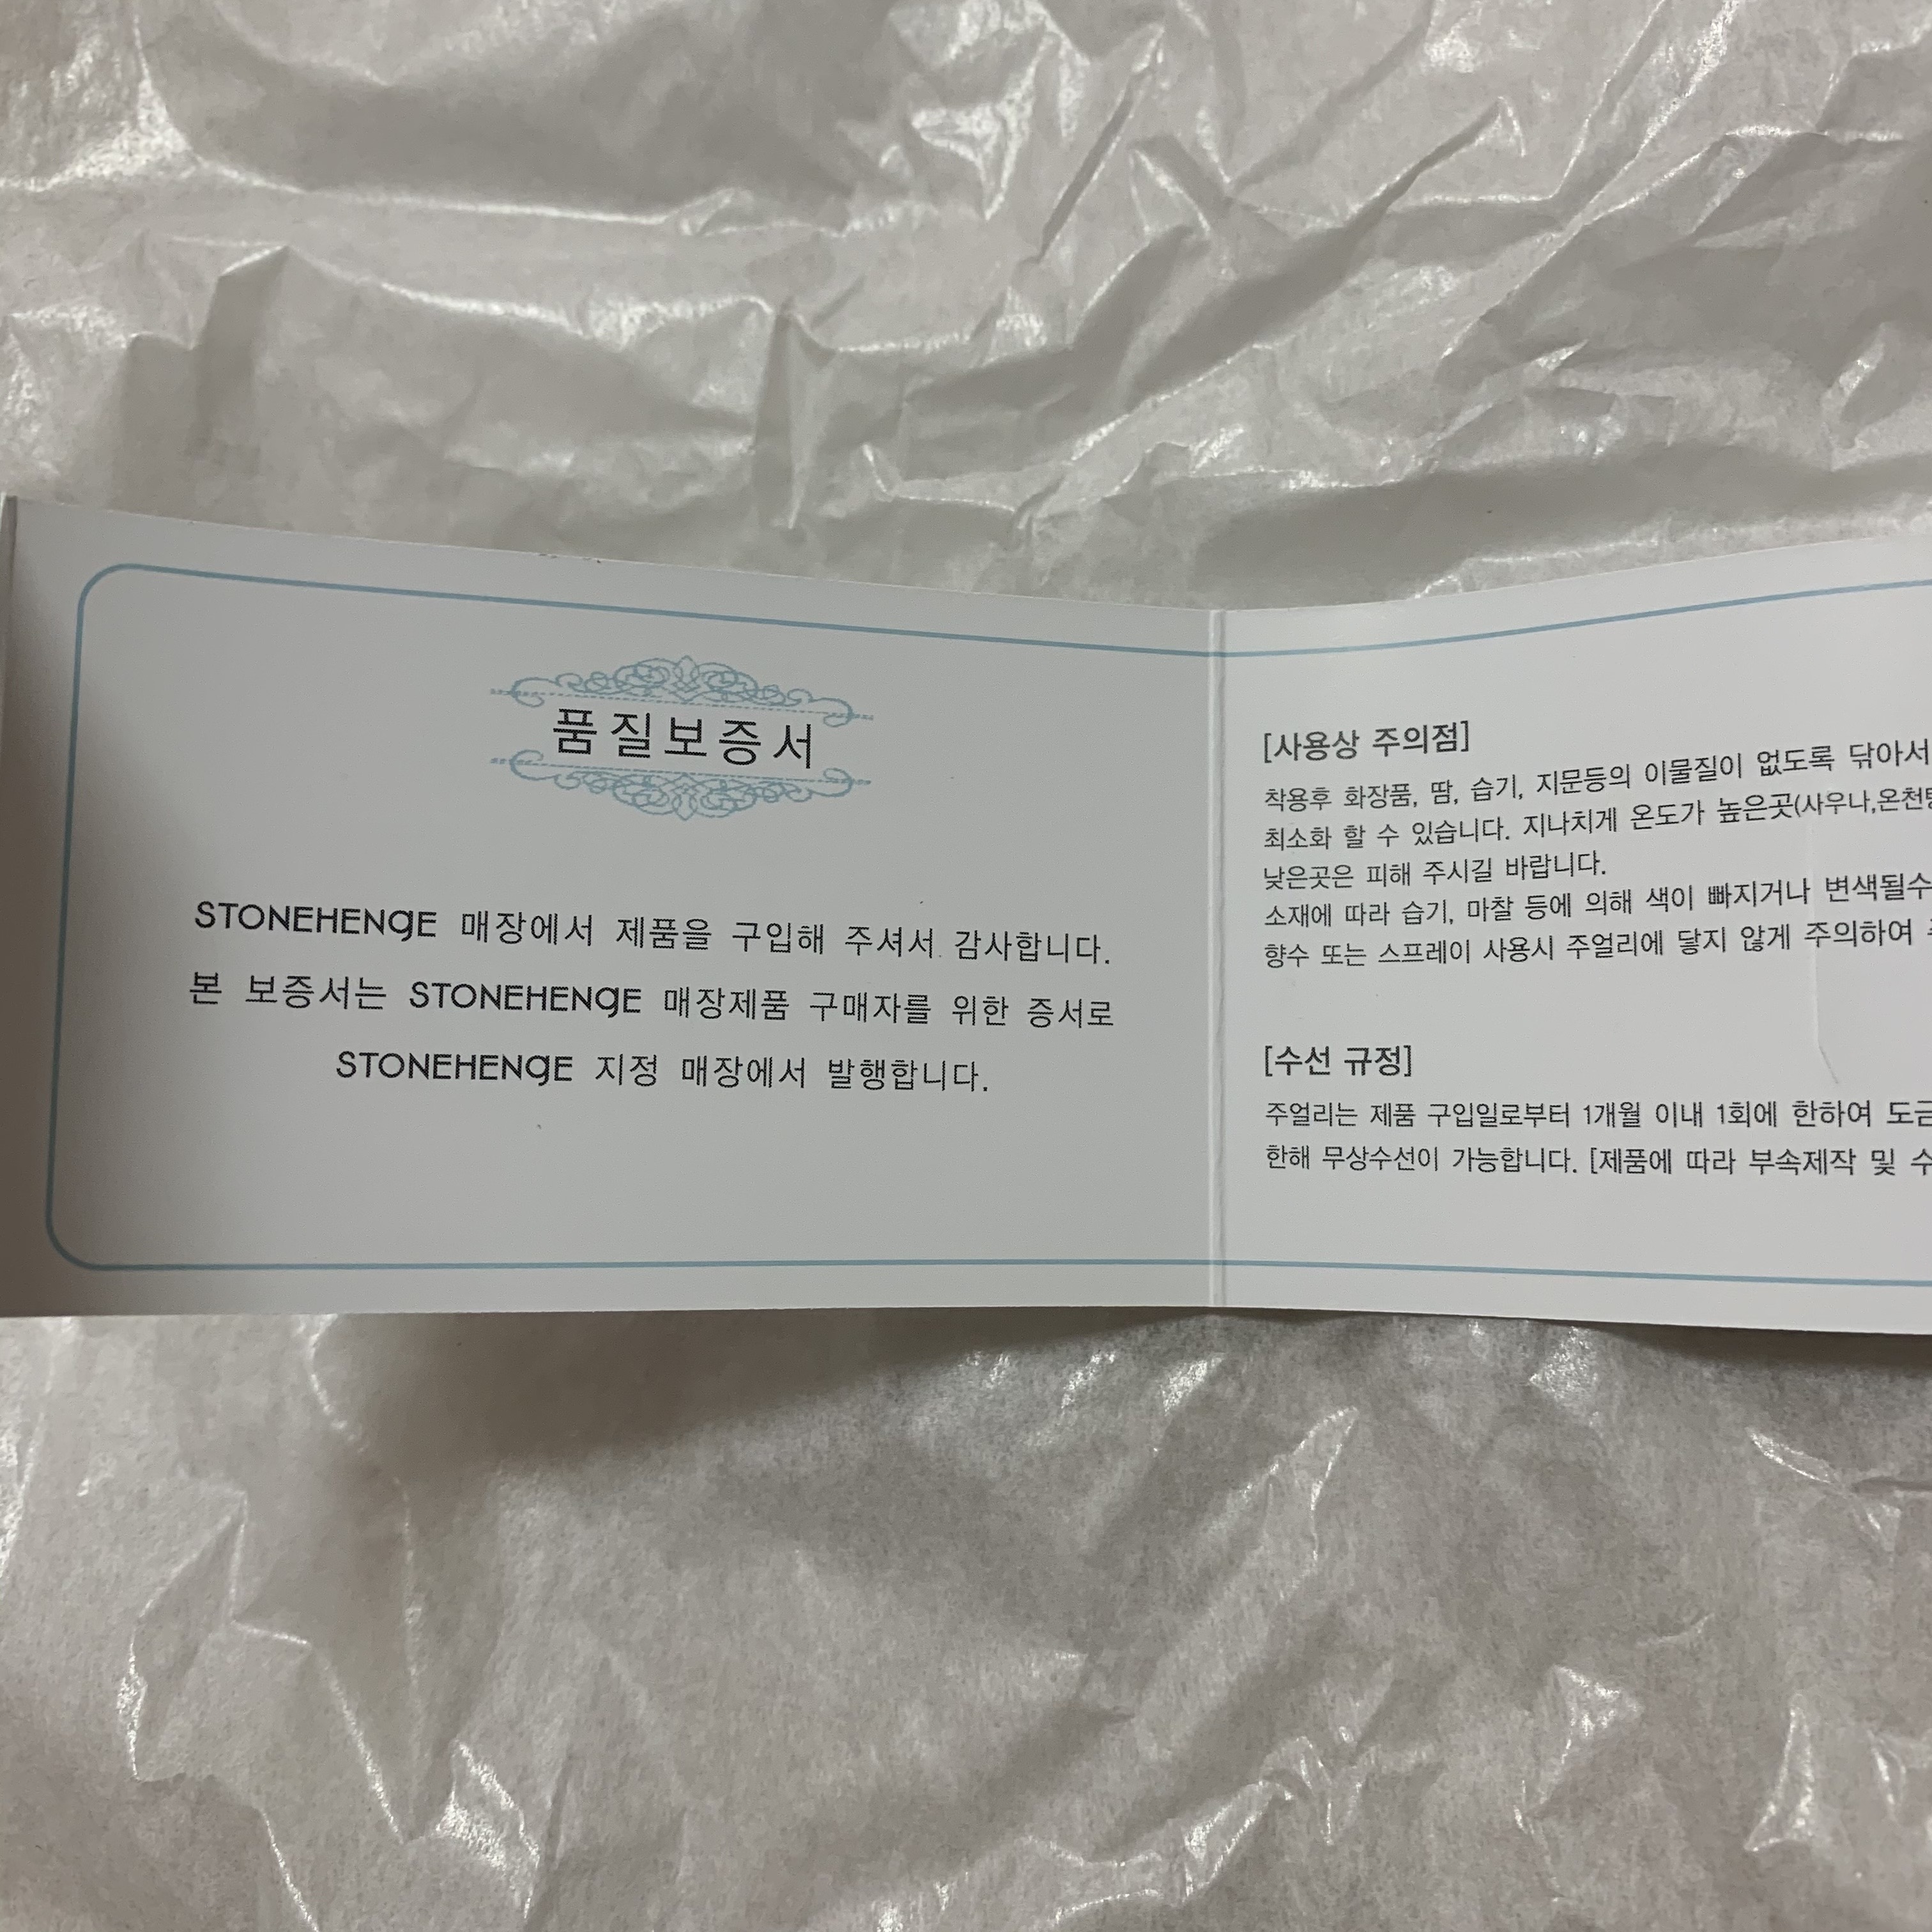 품질보증서
STONEHENGE 매장에서 제품을 구입해 주셔서 감사합니다.
본 보증서는 STONEHENGE 매장제품 구매자를 위한 증서로
STONEHENGE 지정 매장에서 발행합니다.
[사용상 주의점]
착용후 화장품, 땀, 습기, 지문등의 이물질이 없도록 닦아서
최소화 할 수 있습니다. 지나치게 온도가 높은곳(사우나,온천
낮은곳은 피해 주시길 바랍니다.
소재에 따라 습기, 마찰 등에 의해 색이 빠지거나 변색될수
향수 또는 스프레이 사용시 주얼리에 닿지 않게 주의하여
[수선 규정]
주얼리는 제품 구입일로부터 1개월 이내 1회에 한하여 도금
한해 무상수선이 가능합니다. [제품에 따라 부속제작 및 수